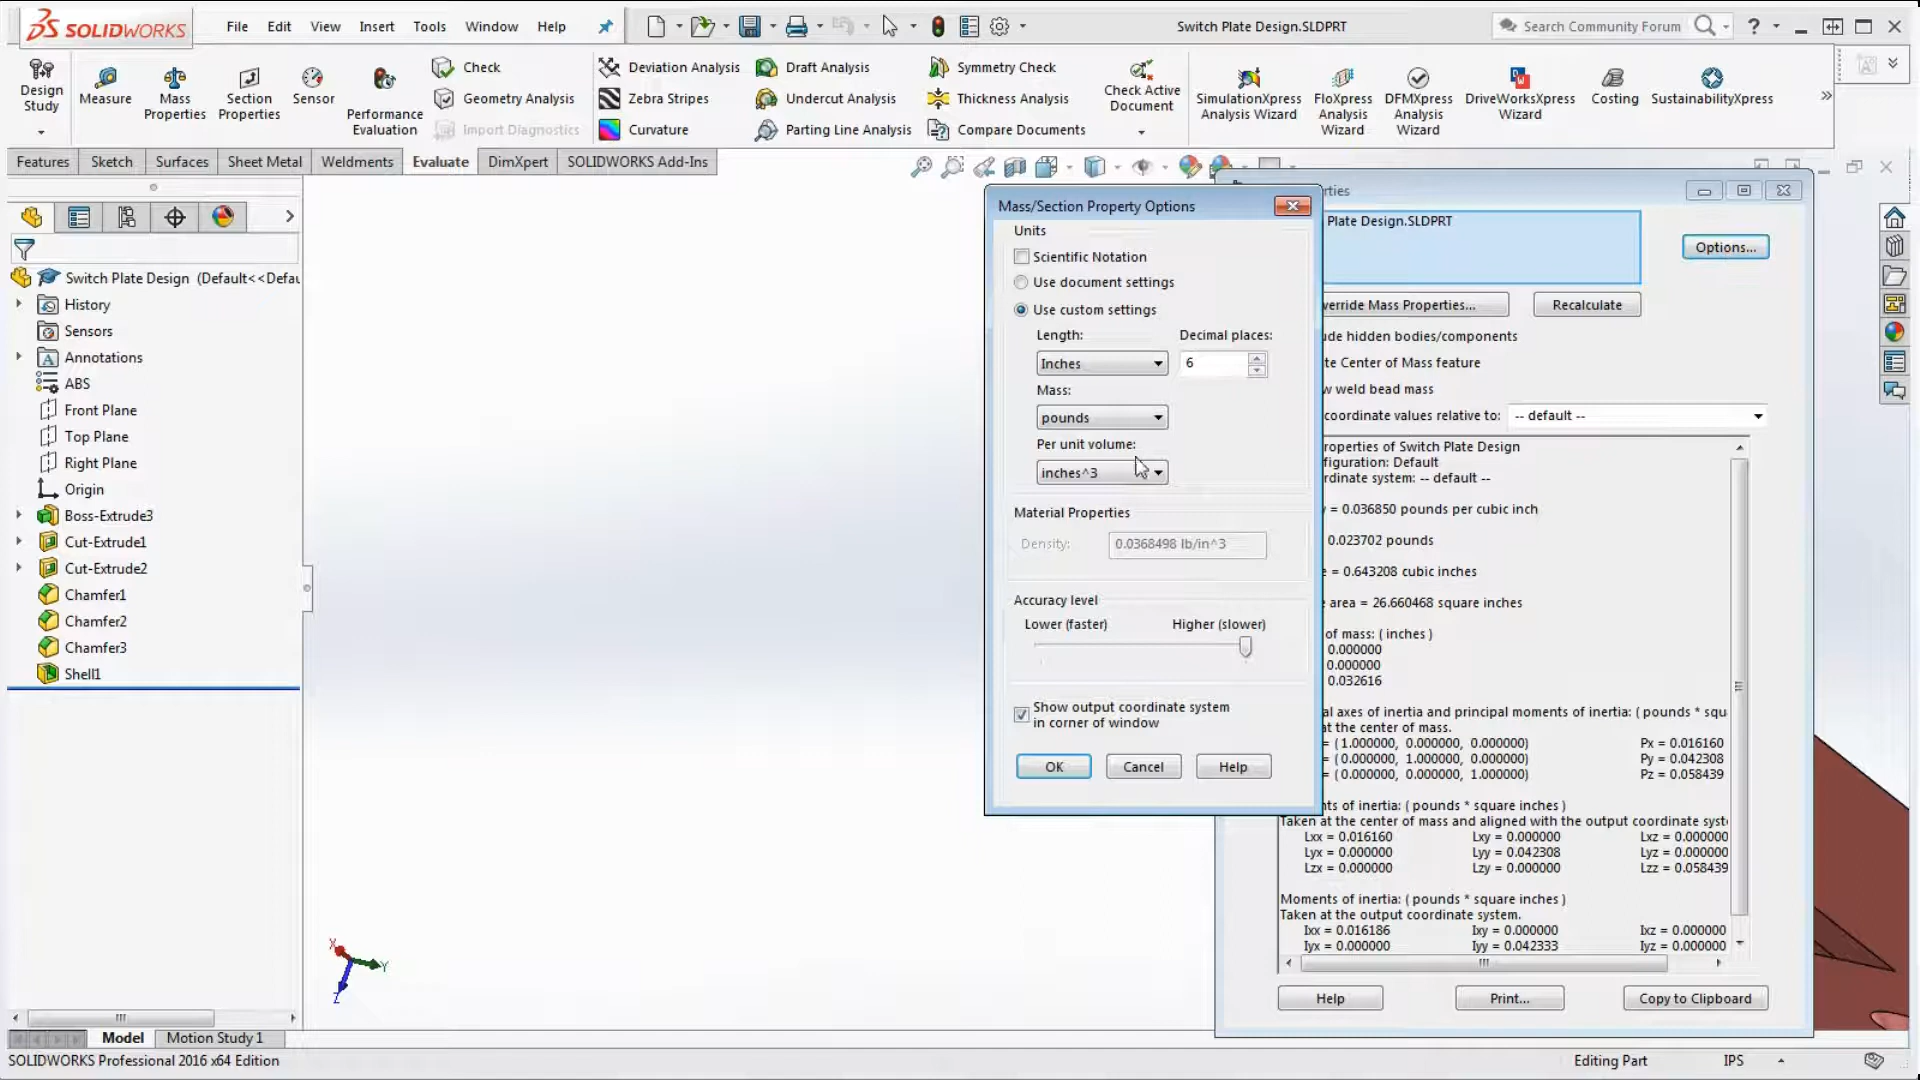 SOLIDWORKS
File Edit View Insert Tools Window Help
Switch Plate Design.SLDPRT
Search Community Forum
?
Design Study
Measure
Mass Properties
Section Properties
Sensor
Performance Evaluation
Check
Geometry Analysis
Import Diagnostics
Deviation Analysis
Zebra Stripes
Curvature
Draft Analysis
Undercut Analysis
Parting Line Analysis
Symmetry Check
Thickness Analysis
Compare Documents
Check Active Document
SimulationXpress Analysis Wizard
FloXpress Analysis Wizard
DFMXpress Analysis Wizard
DriveWorksXpress Wizard
Costing
SustainabilityXpress
Features Sketch Surfaces Sheet Metal Weldments Evaluate DimXpert SOLIDWORKS Add-Ins
Switch Plate Design (Default<<Defau
History
Sensors
Annotations
ABS
Front Plane
Top Plane
Right Plane
Origin
Boss-Extrude3
Cut-Extrude1
Cut-Extrude2
Chamfer1
Chamfer2
Chamfer3
Shell1
Mass/Section Property Options
Units
Scientific Notation
Use document settings
Use custom settings
Length: Decimal places:
Inches 6
Mass:
pounds
Per unit volume:
inches^3
Material Properties
Density: 0.0368498 lb/in^3
Accuracy level
Lower (faster) Higher (slower)
Show output coordinate system
in corner of window
OK Cancel Help
rties
Plate Design.SLDPRT
Options...
verride Mass Properties... Recalculate
ude hidden bodies/components
te Center of Mass feature
w weld bead mass
coordinate values relative to: -- default --
roperties of Switch Plate Design
figuration: Default
rdinate system: -- default --
y = 0.036850 pounds per cubic inch
0.023702 pounds
e = 0.643208 cubic inches
e area = 26.660468 square inches
of mass: ( inches )
0.000000
0.000000
0.032616
al axes of inertia and principal moments of inertia: ( pounds * squ
at the center of mass.
= ( 1.000000, 0.000000, 0.000000) Px = 0.016160
= ( 0.000000, 1.000000, 0.000000) Py = 0.042308
= ( 0.000000, 0.000000, 1.000000) Pz = 0.058439
nts of inertia: ( pounds * square inches )
Taken at the center of mass and aligned with the output coordinate syst
Lxx = 0.016160 Lxy = 0.000000 Lxz = 0.000000
Lyx = 0.000000 Lyy = 0.042308 Lyz = 0.000000
Lzx = 0.000000 Lzy = 0.000000 Lzz = 0.058439
Moments of inertia: ( pounds * square inches )
Taken at the output coordinate system.
Ixx = 0.016186 Ixy = 0.000000 Ixz = 0.000000
Iyx = 0.000000 Iyy = 0.042333 Iyz = 0.000000
Help Print... Copy to Clipboard
X
Y
Z
Model Motion Study 1
SOLIDWORKS Professional 2016 x64 Edition Editing Part IPS